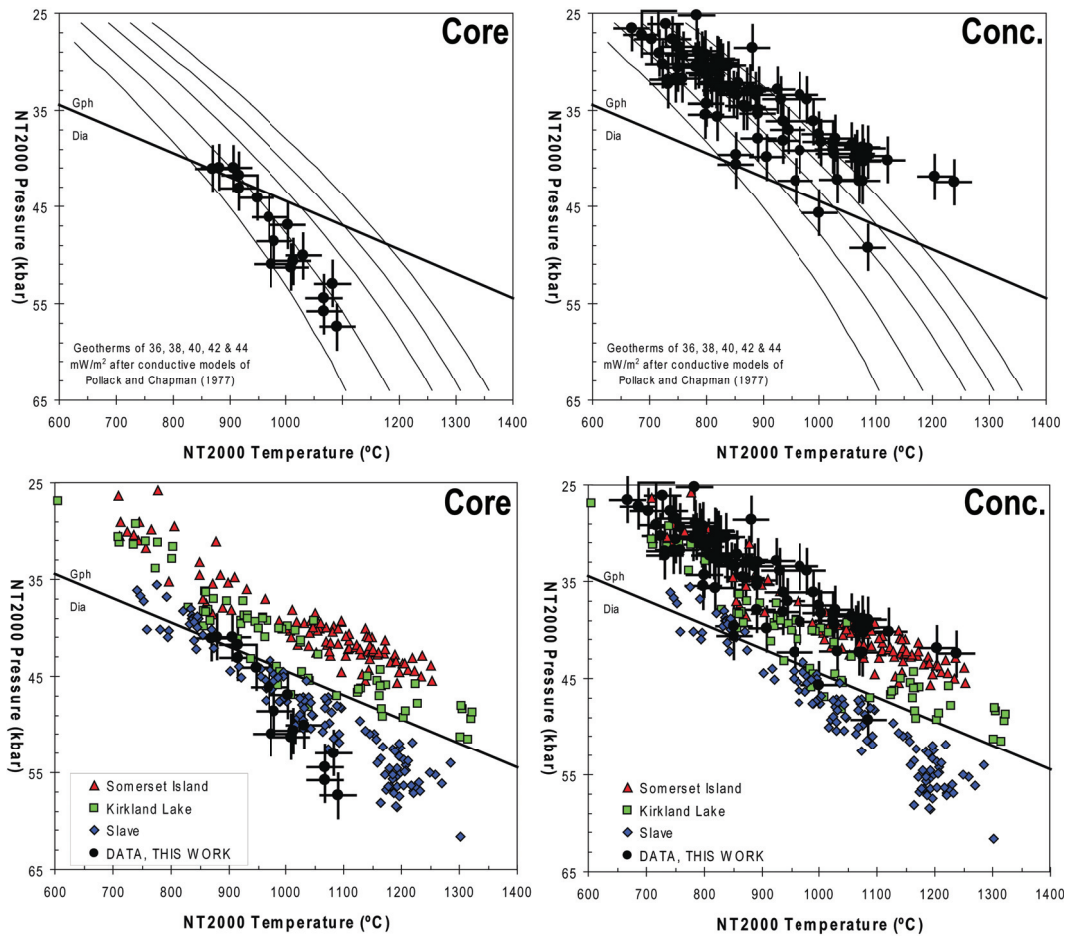 Core
25
35
45
55
65
NT2000 Pressure (kbar)
Gph
Dia
Geotherms of 36, 38, 40, 42 & 44
mW/m² after conductive models of
Pollack and Chapman (1977)
600 700 800 900 1000 1100 1200 1300 1400
NT2000 Temperature (ºC)
Conc.
25
35
45
55
65
NT2000 Pressure (kbar)
Gph
Dia
Geotherms of 36, 38, 40, 42 & 44
mW/m² after conductive models of
Pollack and Chapman (1977)
600 700 800 900 1000 1100 1200 1300 1400
NT2000 Temperature (ºC)
Core
25
35
45
55
65
NT2000 Pressure (kbar)
Gph
Dia
Somerset Island
Kirkland Lake
Slave
DATA, THIS WORK
600 700 800 900 1000 1100 1200 1300 1400
NT2000 Temperature (ºC)
Conc.
25
35
45
55
65
NT2000 Pressure (kbar)
Gph
Dia
Somerset Island
Kirkland Lake
Slave
DATA, THIS WORK
600 700 800 900 1000 1100 1200 1300 1400
NT2000 Temperature (ºC)